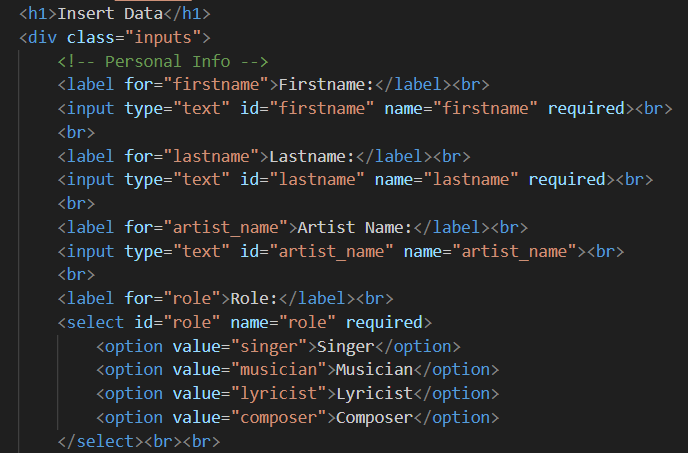 <h1>Insert Data</h1>
<div class="inputs">
<!-- Personal Info -->
<label for="firstname">Firstname:</label><br>
<input type="text" id="firstname" name="firstname" required><br>
<br>
<label for="lastname">Lastname:</label><br>
<input type="text" id="lastname" name="lastname" required><br>
<br>
<label for="artist_name">Artist Name:</label><br>
<input type="text" id="artist_name" name="artist_name"><br>
<br>
<label for="role">Role:</label><br>
<select id="role" name="role" required>
<option value="singer">Singer</option>
<option value="musician">Musician</option>
<option value="lyricist">Lyricist</option>
<option value="composer">Composer</option>
</select><br><br>